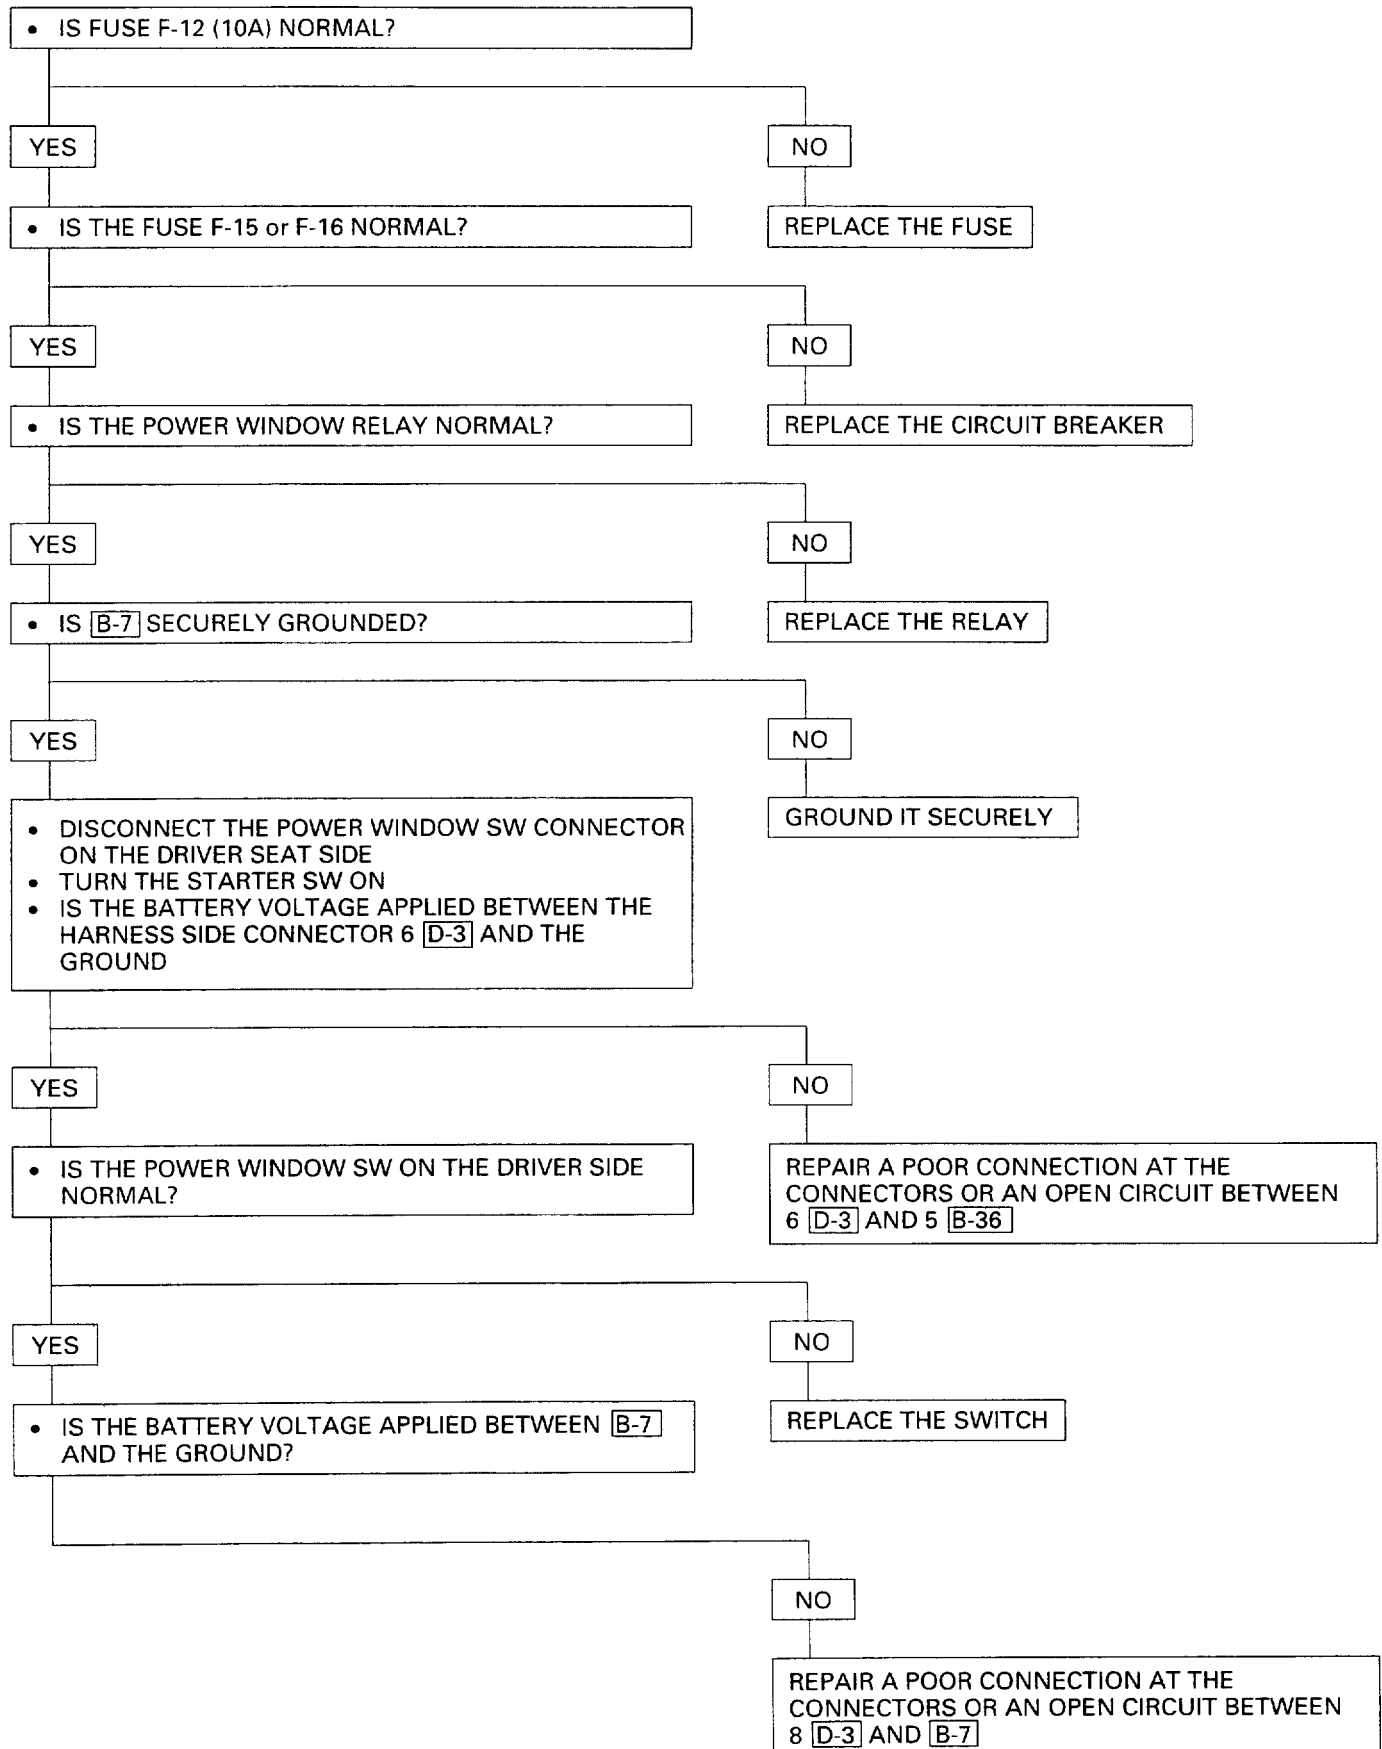 • IS FUSE F-12 (10A) NORMAL?
YES
NO
• IS THE FUSE F-15 or F-16 NORMAL?
REPLACE THE FUSE
YES
NO
• IS THE POWER WINDOW RELAY NORMAL?
REPLACE THE CIRCUIT BREAKER
YES
NO
• IS B-7 SECURELY GROUNDED?
REPLACE THE RELAY
YES
NO
• DISCONNECT THE POWER WINDOW SW CONNECTOR
ON THE DRIVER SEAT SIDE
• TURN THE STARTER SW ON
• IS THE BATTERY VOLTAGE APPLIED BETWEEN THE
HARNESS SIDE CONNECTOR 6 D-3 AND THE
GROUND
GROUND IT SECURELY
YES
NO
• IS THE POWER WINDOW SW ON THE DRIVER SIDE
NORMAL?
REPAIR A POOR CONNECTION AT THE
CONNECTORS OR AN OPEN CIRCUIT BETWEEN
6 D-3 AND 5 B-36
YES
NO
• IS THE BATTERY VOLTAGE APPLIED BETWEEN B-7
AND THE GROUND?
REPLACE THE SWITCH
NO
REPAIR A POOR CONNECTION AT THE
CONNECTORS OR AN OPEN CIRCUIT BETWEEN
8 D-3 AND B-7